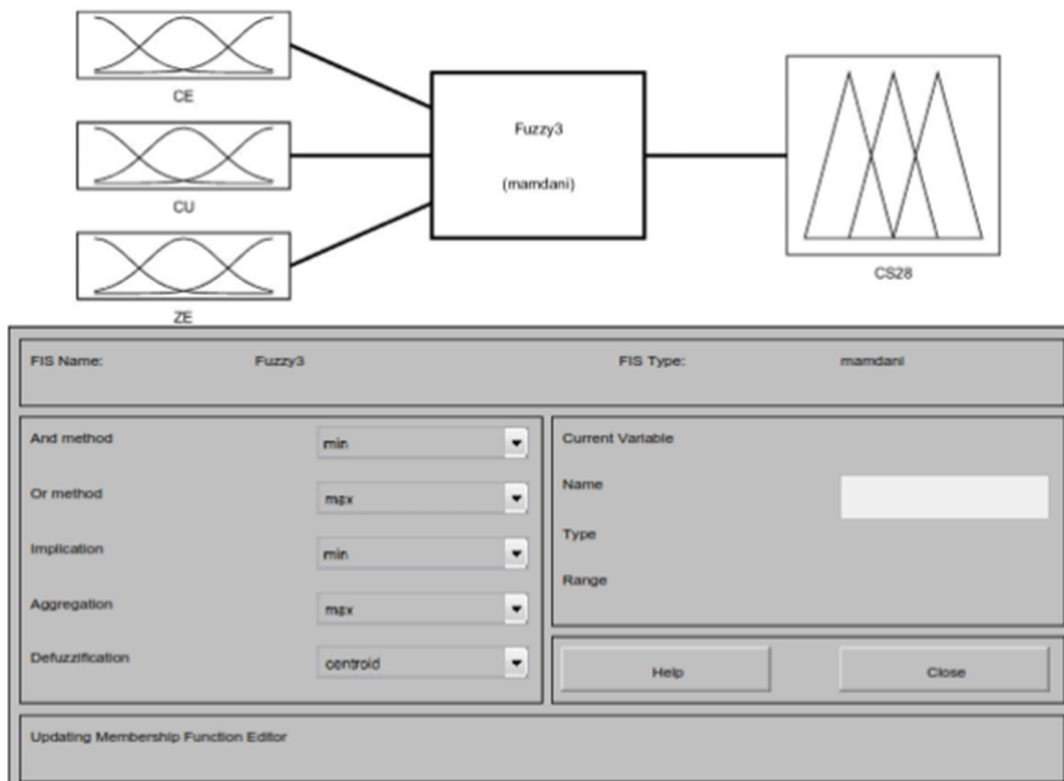 CE
CU
ZE
Fuzzy3
(mamdani)
CS28
FIS Name: Fuzzy3 FIS Type: mamdani
And method min
Or method max
Implication min
Aggregation max
Defuzzification centroid
Current Variable
Name
Type
Range
Help Close
Updating Membership Function Editor